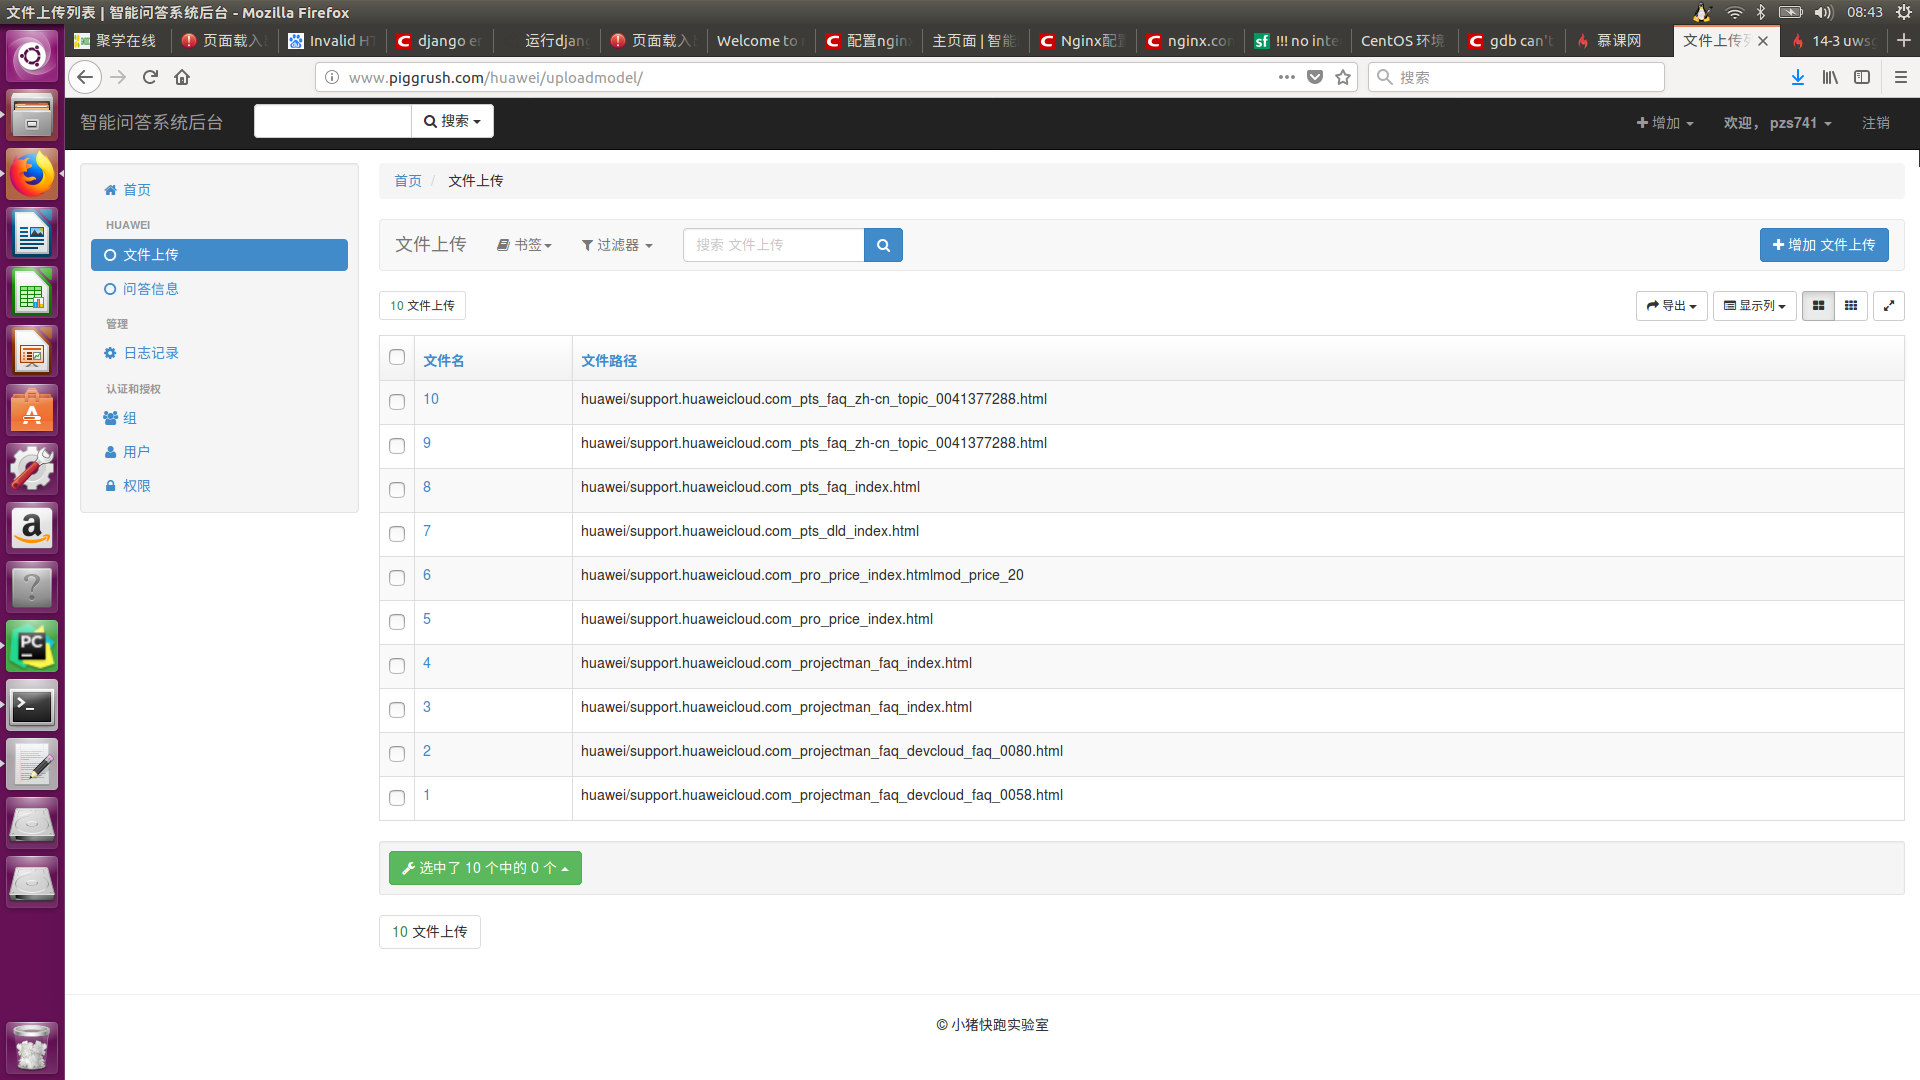 文件上传列表 | 智能问答系统后台 - Mozilla Firefox
08:43
聚学在线
页面载入
Invalid H
django er
运行djan
页面载入
Welcome to
配置ngin
主页面 | 智能
Nginx配置
nginx.con
!!! no inte
CentOS 环境
gdb can't
慕课网
文件上传列
14-3 uwsg
www.piggrush.com/huawei/uploadmodel/
搜索
智能问答系统后台
搜索
增加
欢迎， pzs741
注销
首页
HUAWEI
文件上传
问答信息
管理
日志记录
认证和授权
组
用户
权限
首页 / 文件上传
文件上传
书签
过滤器
搜索 文件上传
增加 文件上传
10 文件上传
导出
显示列
文件名 文件路径
10 huawei/support.huaweicloud.com_pts_faq_zh-cn_topic_0041377288.html
9 huawei/support.huaweicloud.com_pts_faq_zh-cn_topic_0041377288.html
8 huawei/support.huaweicloud.com_pts_faq_index.html
7 huawei/support.huaweicloud.com_pts_dld_index.html
6 huawei/support.huaweicloud.com_pro_price_index.htmlmod_price_20
5 huawei/support.huaweicloud.com_pro_price_index.html
4 huawei/support.huaweicloud.com_projectman_faq_index.html
3 huawei/support.huaweicloud.com_projectman_faq_index.html
2 huawei/support.huaweicloud.com_projectman_faq_devcloud_faq_0080.html
1 huawei/support.huaweicloud.com_projectman_faq_devcloud_faq_0058.html
选中了 10 个中的 0 个
10 文件上传
© 小猪快跑实验室